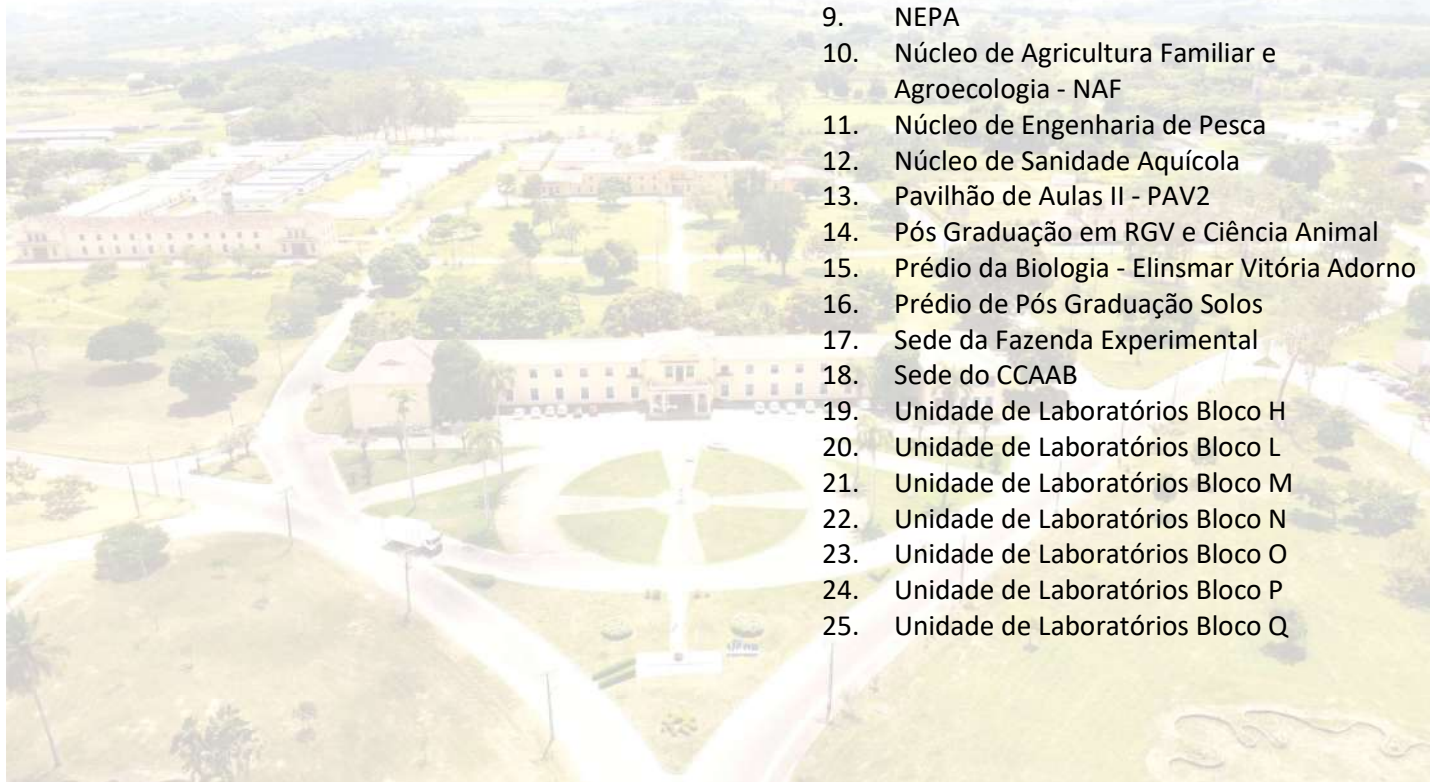 9. NEPA
10. Núcleo de Agricultura Familiar e
Agroecologia - NAF
11. Núcleo de Engenharia de Pesca
12. Núcleo de Sanidade Aquícola
13. Pavilhão de Aulas II - PAV2
14. Pós Graduação em RGV e Ciência Animal
15. Prédio da Biologia - Elinsmar Vitória Adorno
16. Prédio de Pós Graduação Solos
17. Sede da Fazenda Experimental
18. Sede do CCAAB
19. Unidade de Laboratórios Bloco H
20. Unidade de Laboratórios Bloco L
21. Unidade de Laboratórios Bloco M
22. Unidade de Laboratórios Bloco N
23. Unidade de Laboratórios Bloco O
24. Unidade de Laboratórios Bloco P
25. Unidade de Laboratórios Bloco Q
UFRB